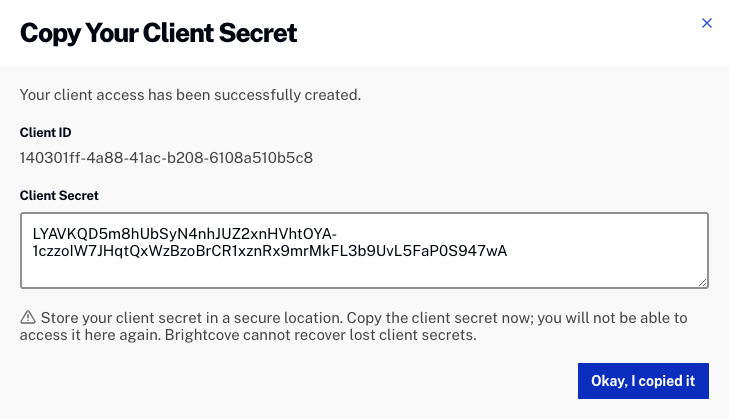 Copy Your Client Secret
Your client access has been successfully created.
Client ID
140301ff-4a88-41ac-b208-6108a510b5c8
Client Secret
LYAVKQD5m8hUbSyN4nhJUZ2xnHVhtOYA-
1czzoIW7JHqtQxWzBzoBrCR1xznRx9mrMkFL3b9UvL5FaP0S947wA
Store your client secret in a secure location. Copy the client secret now; you will not be able to
access it here again. Brightcove cannot recover lost client secrets.
Okay, I copied it